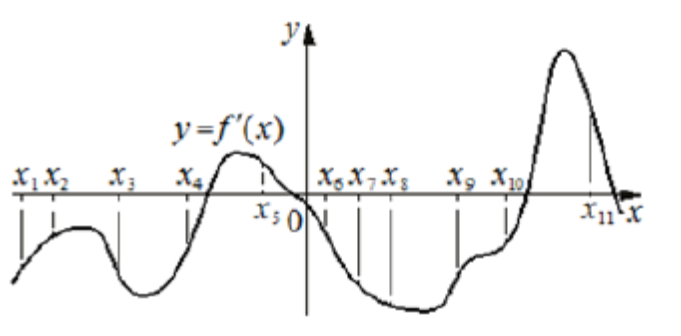 y
y=f′(x)
x₁ x₂ x₃ x₄ x₆ x₇ x₈ x₉ x₁₀
x₅ 0 x₁₁ x